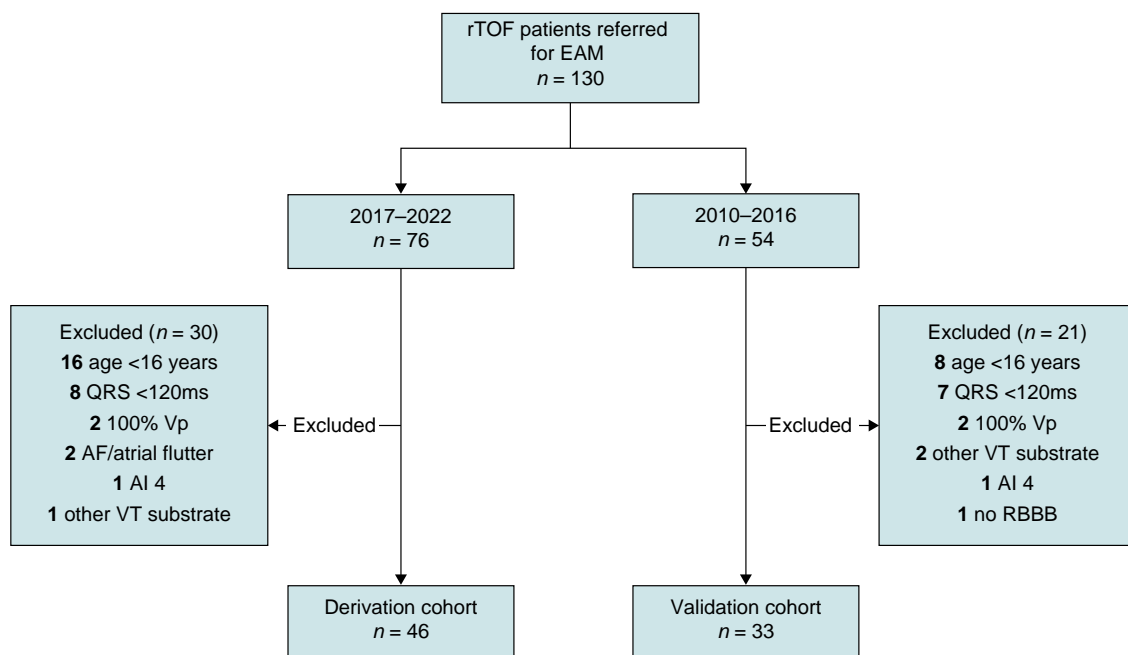 rTOF patients referred
for EAM
n = 130
2017–2022
n = 76
2010–2016
n = 54
Excluded (n = 30)
16 age <16 years
8 QRS <120ms
2 100% Vp
2 AF/atrial flutter
1 AI 4
1 other VT substrate
Excluded
Excluded
Excluded (n = 21)
8 age <16 years
7 QRS <120ms
2 100% Vp
2 other VT substrate
1 AI 4
1 no RBBB
Derivation cohort
n = 46
Validation cohort
n = 33